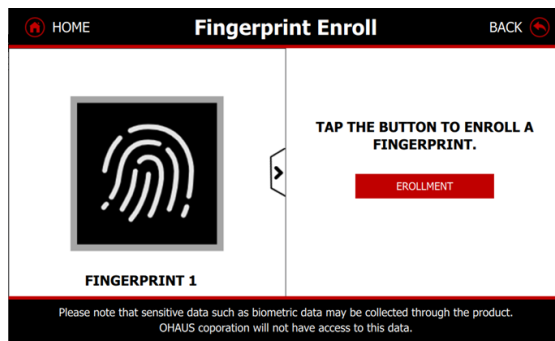 HOME
Fingerprint Enroll
BACK
TAP THE BUTTON TO ENROLL A
FINGERPRINT.
EROLLMENT
FINGERPRINT 1
Please note that sensitive data such as biometric data may be collected through the product.
OHAUS coporation will not have access to this data.